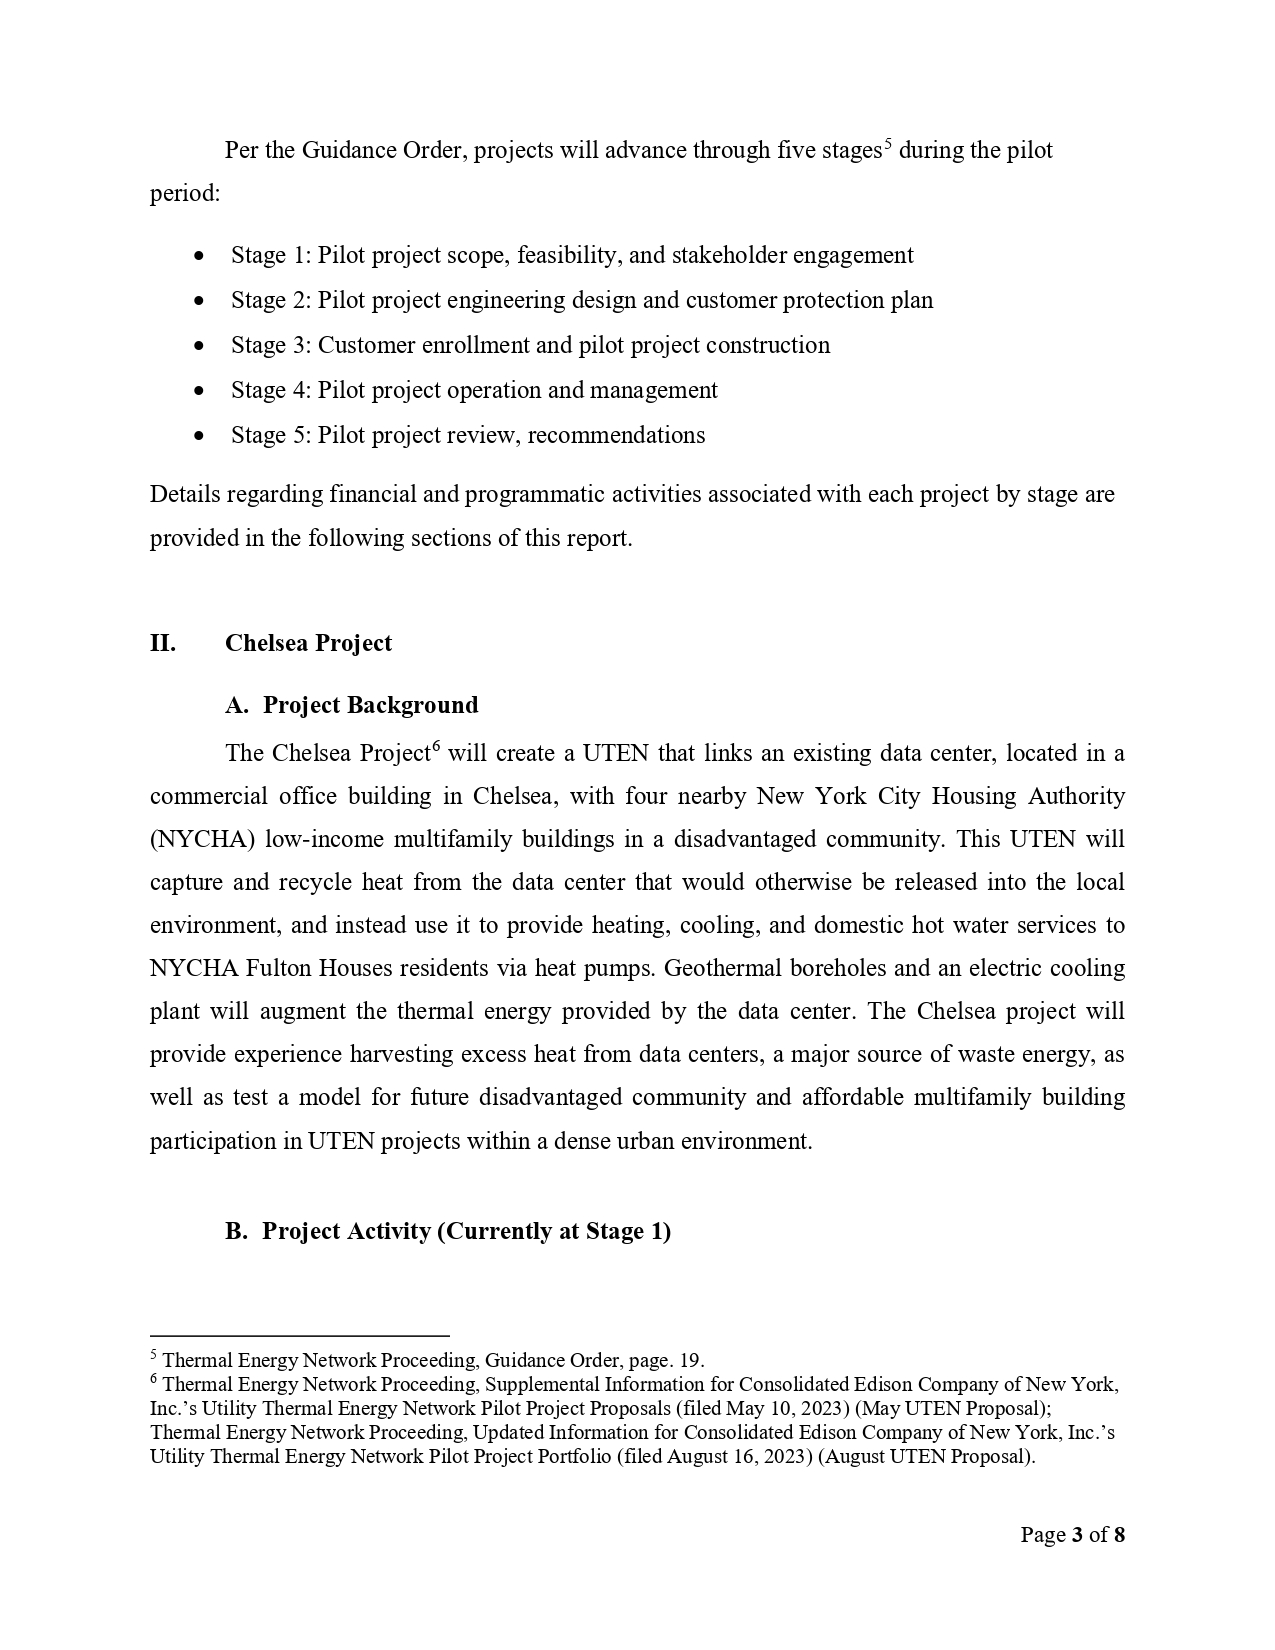 Per the Guidance Order, projects will advance through five stages5 during the pilot
period:
• Stage 1: Pilot project scope, feasibility, and stakeholder engagement
• Stage 2: Pilot project engineering design and customer protection plan
• Stage 3: Customer enrollment and pilot project construction
• Stage 4: Pilot project operation and management
• Stage 5: Pilot project review, recommendations
Details regarding financial and programmatic activities associated with each project by stage are
provided in the following sections of this report.
II. Chelsea Project
A. Project Background
The Chelsea Project6 will create a UTEN that links an existing data center, located in a
commercial office building in Chelsea, with four nearby New York City Housing Authority
(NYCHA) low-income multifamily buildings in a disadvantaged community. This UTEN will
capture and recycle heat from the data center that would otherwise be released into the local
environment, and instead use it to provide heating, cooling, and domestic hot water services to
NYCHA Fulton Houses residents via heat pumps. Geothermal boreholes and an electric cooling
plant will augment the thermal energy provided by the data center. The Chelsea project will
provide experience harvesting excess heat from data centers, a major source of waste energy, as
well as test a model for future disadvantaged community and affordable multifamily building
participation in UTEN projects within a dense urban environment.
B. Project Activity (Currently at Stage 1)
5 Thermal Energy Network Proceeding, Guidance Order, page. 19.
6 Thermal Energy Network Proceeding, Supplemental Information for Consolidated Edison Company of New York,
Inc.’s Utility Thermal Energy Network Pilot Project Proposals (filed May 10, 2023) (May UTEN Proposal);
Thermal Energy Network Proceeding, Updated Information for Consolidated Edison Company of New York, Inc.’s
Utility Thermal Energy Network Pilot Project Portfolio (filed August 16, 2023) (August UTEN Proposal).
Page 3 of 8